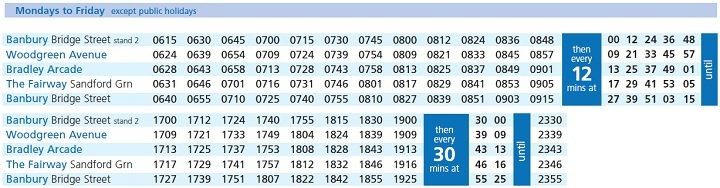 Mondays to Friday except public holidays
Banbury Bridge Street stand 2 0615 0630 0645 0700 0715 0730 0745 0800 0812 0824 0836 0848 then every 12 mins at 00 12 24 36 48 until
Woodgreen Avenue 0624 0639 0654 0709 0724 0739 0754 0809 0821 0833 0845 0857 09 21 33 45 57
Bradley Arcade 0628 0643 0658 0713 0728 0743 0758 0813 0825 0837 0849 0901 13 25 37 49 01
The Fairway Sandford Grn 0631 0646 0701 0716 0731 0746 0801 0817 0829 0841 0853 0905 17 29 41 53 05
Banbury Bridge Street 0640 0655 0710 0725 0740 0755 0810 0827 0839 0851 0903 0915 27 39 51 03 15
Banbury Bridge Street stand 2 1700 1712 1724 1740 1755 1815 1830 1900 then every 30 mins at 30 00 until 2330
Woodgreen Avenue 1709 1721 1733 1749 1804 1824 1839 1909 39 09 2339
Bradley Arcade 1713 1725 1737 1753 1808 1828 1843 1913 43 13 2343
The Fairway Sandford Grn 1717 1729 1741 1757 1812 1832 1846 1916 46 16 2346
Banbury Bridge Street 1727 1739 1751 1807 1822 1842 1855 1925 55 25 2355